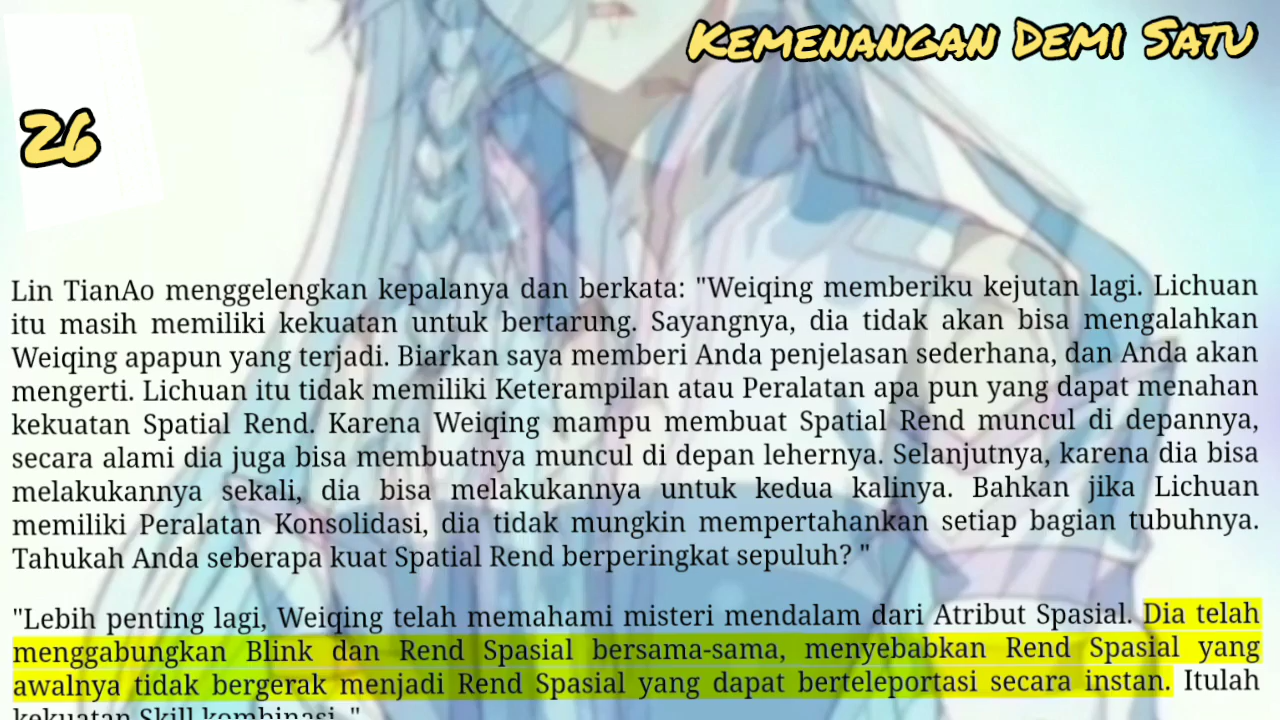 Kemenangan Demi Satu
26
Lin TianAo menggelengkan kepalanya dan berkata: "Weiqing memberiku kejutan lagi. Lichuan
itu masih memiliki kekuatan untuk bertarung. Sayangnya, dia tidak akan bisa mengalahkan
Weiqing apapun yang terjadi. Biarkan saya memberi Anda penjelasan sederhana, dan Anda akan
mengerti. Lichuan itu tidak memiliki Keterampilan atau Peralatan apa pun yang dapat menahan
kekuatan Spatial Rend. Karena Weiqing mampu membuat Spatial Rend muncul di depannya,
secara alami dia juga bisa membuatnya muncul di depan lehernya. Selanjutnya, karena dia bisa
melakukannya sekali, dia bisa melakukannya untuk kedua kalinya. Bahkan jika Lichuan
memiliki Peralatan Konsolidasi, dia tidak mungkin mempertahankan setiap bagian tubuhnya.
Tahukah Anda seberapa kuat Spatial Rend berperingkat sepuluh? "
"Lebih penting lagi, Weiqing telah memahami misteri mendalam dari Atribut Spasial. Dia telah
menggabungkan Blink dan Rend Spasial bersama-sama, menyebabkan Rend Spasial yang
awalnya tidak bergerak menjadi Rend Spasial yang dapat berteleportasi secara instan. Itulah
kekuatan Skill kombinasi. "